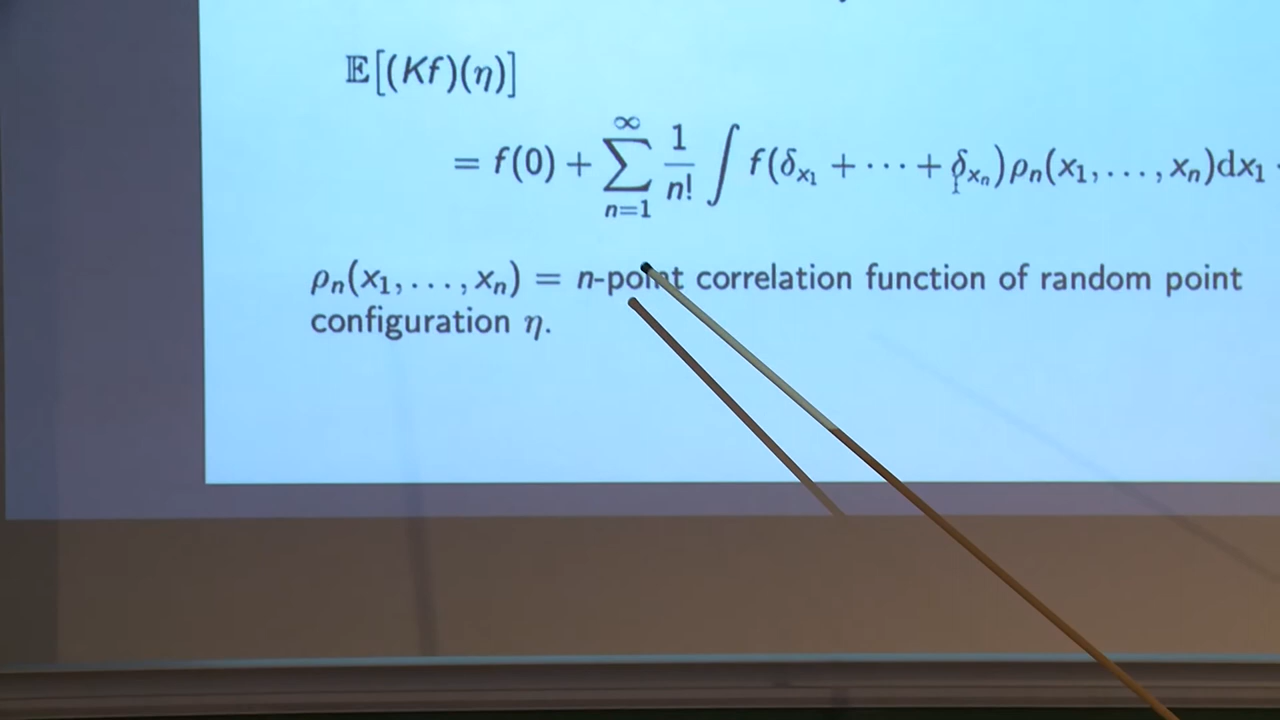 𝔼[(Kf)(η)]
= f(0) + ∑_{n=1}^{∞} \frac{1}{n!} ∫ f(δ_{x_1} + ⋯ + δ_{x_n})ρ_n(x_1, …, x_n)dx_1
ρ_n(x_1, …, x_n) = n-point correlation function of random point
configuration η.